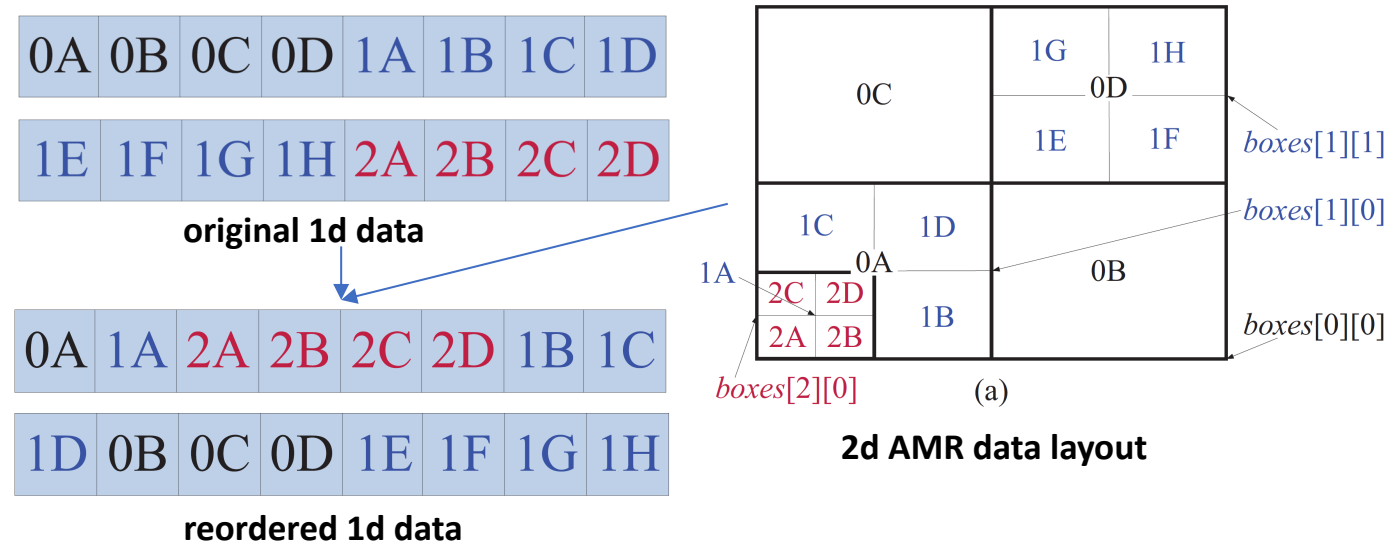 0A 0B 0C 0D 1A 1B 1C 1D
1E 1F 1G 1H 2A 2B 2C 2D
original 1d data
0A 1A 2A 2B 2C 2D 1B 1C
1D 0B 0C 0D 1E 1F 1G 1H
reordered 1d data
1G 1H
0C 0D
1E 1F
boxes[1][1]
1C 1D
boxes[1][0]
0A 0B
1A
2C 2D
1B
2A 2B
boxes[0][0]
boxes[2][0]
(a)
2d AMR data layout